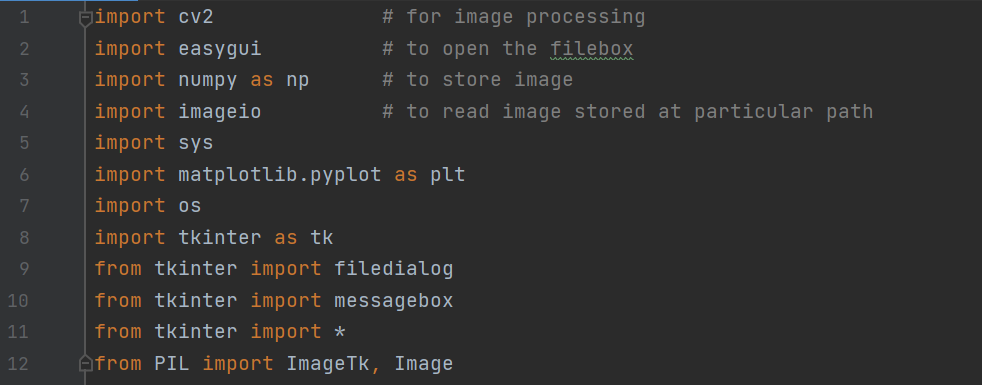 1 import cv2 # for image processing
2 import easygui # to open the filebox
3 import numpy as np # to store image
4 import imageio # to read image stored at particular path
5 import sys
6 import matplotlib.pyplot as plt
7 import os
8 import tkinter as tk
9 from tkinter import filedialog
10 from tkinter import messagebox
11 from tkinter import *
12 from PIL import ImageTk, Image